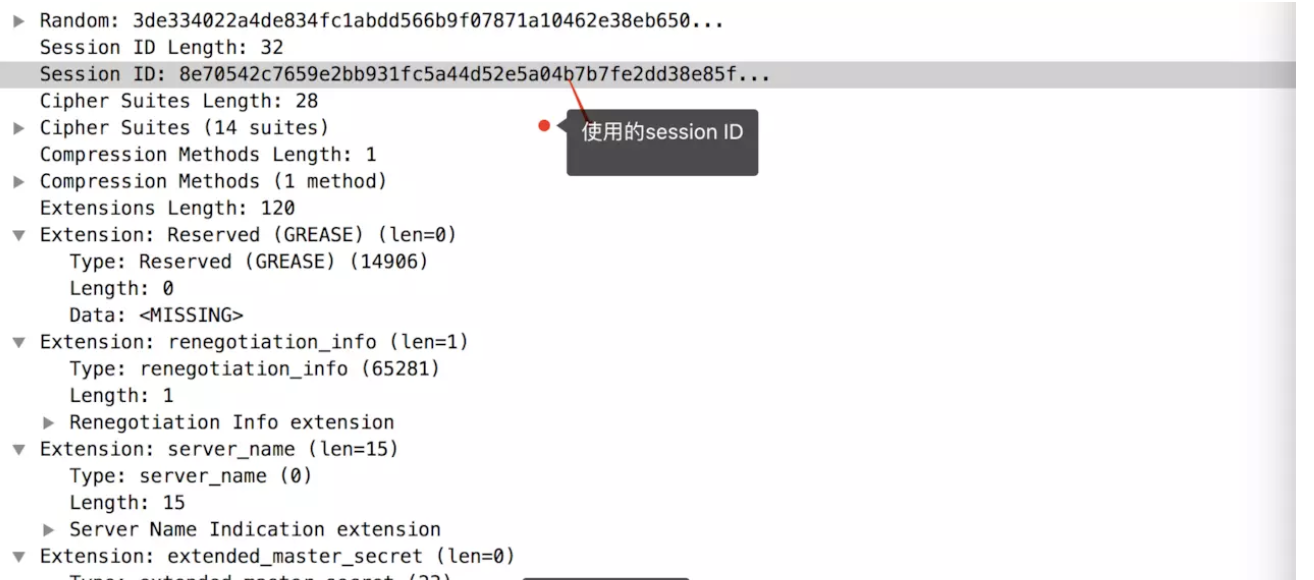 Random: 3de334022a4de834fc1abdd566b9f07871a10462e38eb650...
Session ID Length: 32
Session ID: 8e70542c7659e2bb931fc5a44d52e5a04b7b7fe2dd38e85f...
Cipher Suites Length: 28
Cipher Suites (14 suites)
使用的session ID
Compression Methods Length: 1
Compression Methods (1 method)
Extensions Length: 120
Extension: Reserved (GREASE) (len=0)
Type: Reserved (GREASE) (14906)
Length: 0
Data: <MISSING>
Extension: renegotiation_info (len=1)
Type: renegotiation_info (65281)
Length: 1
Renegotiation Info extension
Extension: server_name (len=15)
Type: server_name (0)
Length: 15
Server Name Indication extension
Extension: extended_master_secret (len=0)
Type: extended_master_secret (23)